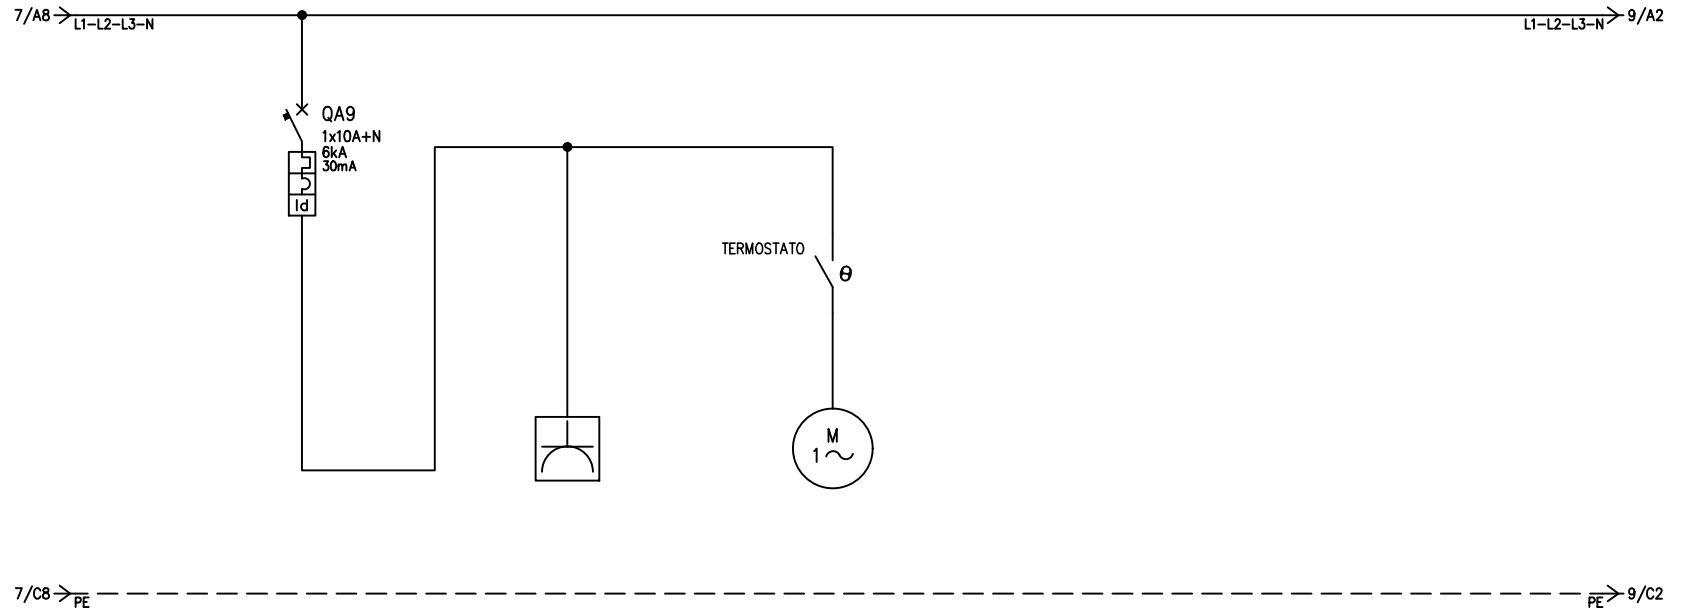 7/A8
L1-L2-L3-N
L1-L2-L3-N
9/A2
QA9
1x10A+N
6kA
30mA
Id
TERMOSTATO
θ
M
1~
7/C8
PE
PE
9/C2